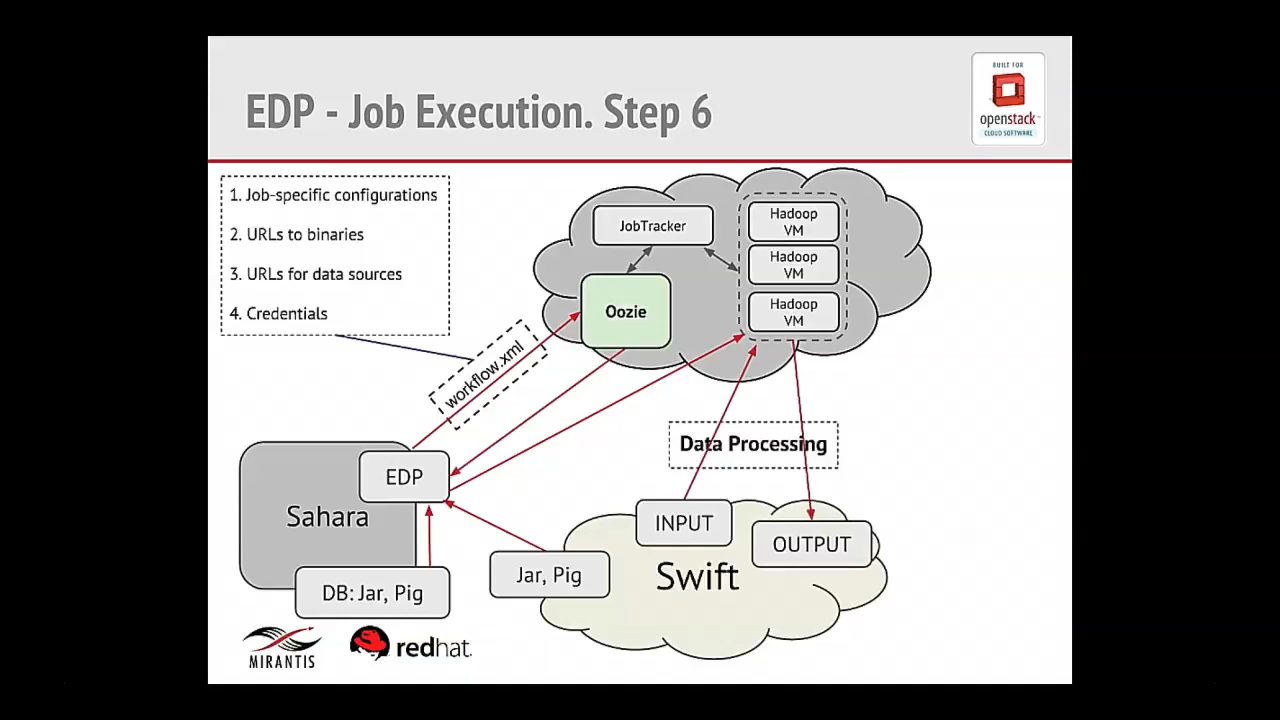 EDP - Job Execution. Step 6
BUILT FOR
openstack™
CLOUD SOFTWARE
1. Job-specific configurations
2. URLs to binaries
3. URLs for data sources
4. Credentials
JobTracker
Hadoop
VM
Hadoop
VM
Hadoop
VM
Oozie
workflow.xml
Data Processing
EDP
Sahara
INPUT
OUTPUT
Swift
Jar, Pig
DB: Jar, Pig
MIRANTIS
redhat.